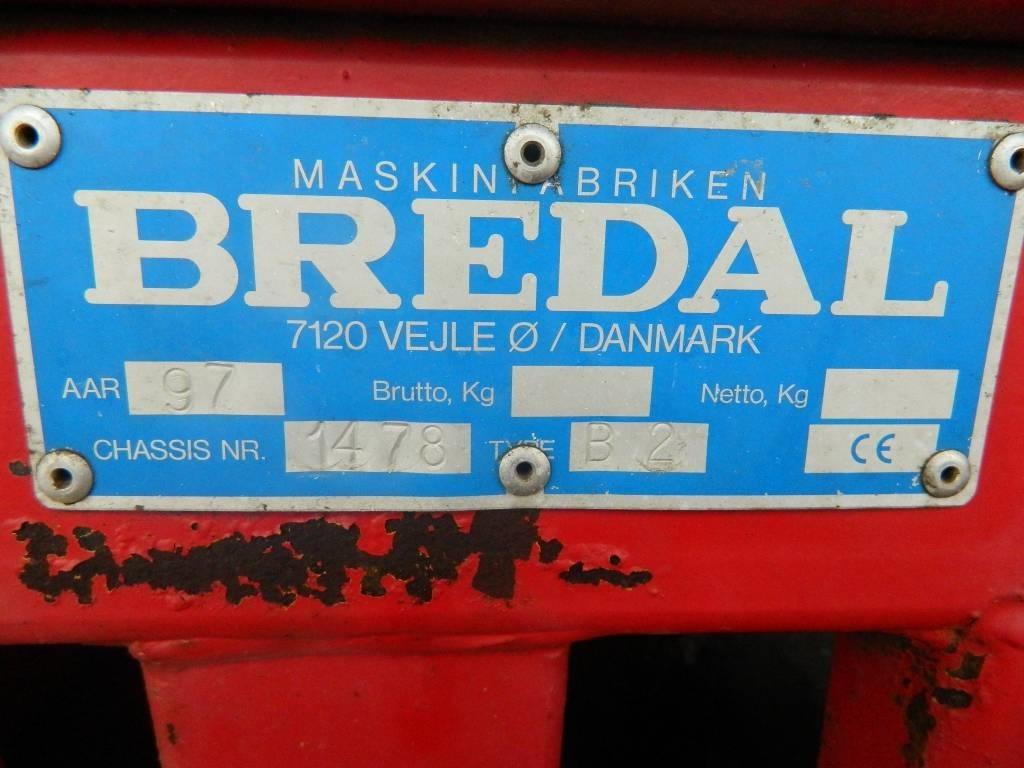 MASKINFABRIKEN
BREDAL
7120 VEJLE Ø / DANMARK
AAR 97 Brutto, Kg Netto, Kg
CHASSIS NR. 1478 TYPE B 2 CE